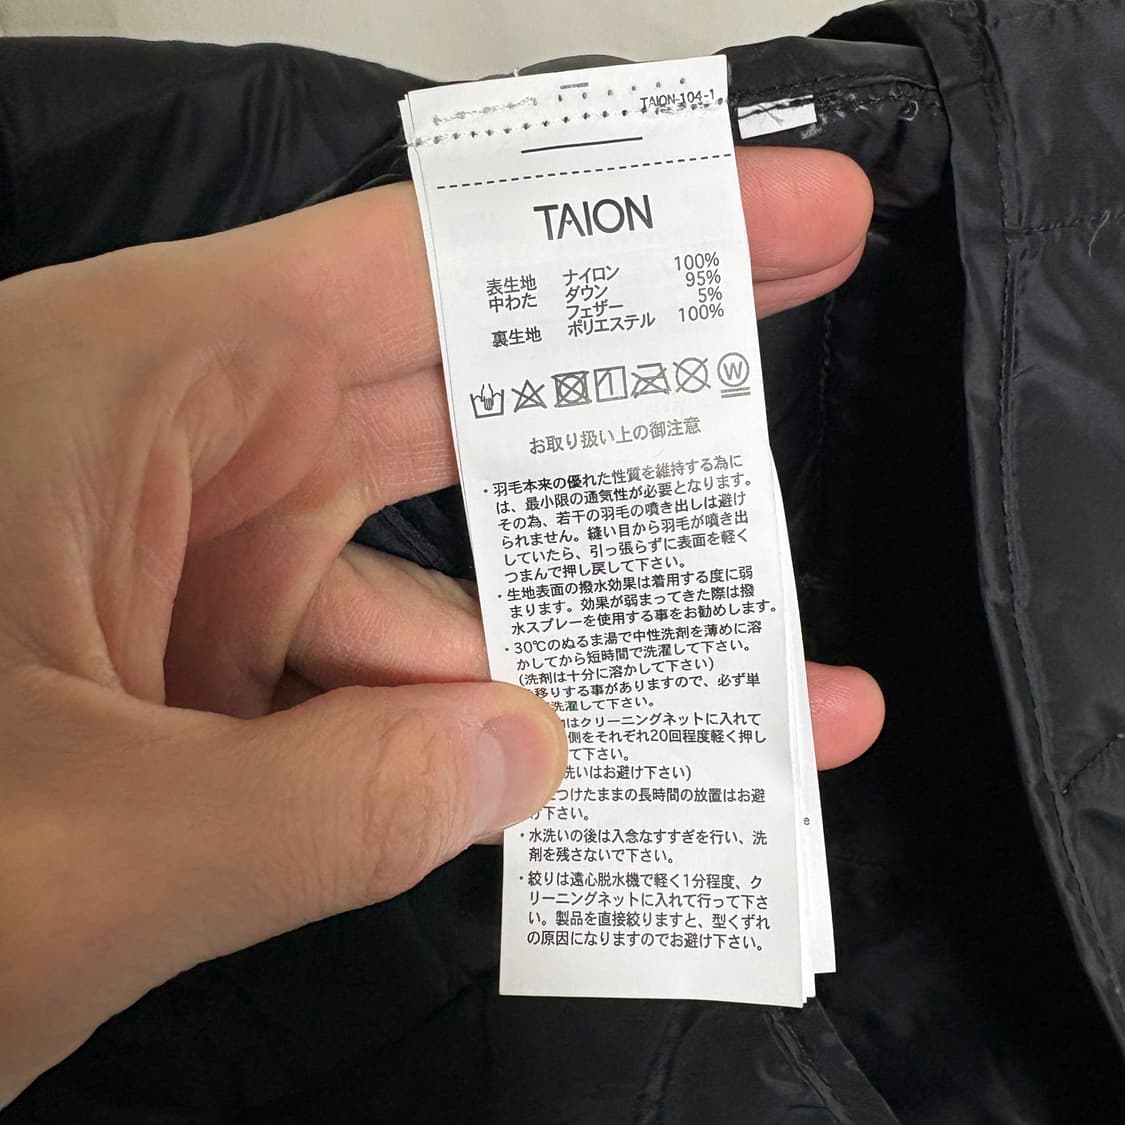 TAION-104-1
TAION
表生地 ナイロン 100%
中わた ダウン 95%
フェザー 5%
裏生地 ポリエステル 100%
W
お取り扱い上の御注意
・羽毛本来の優れた性質を維持する為に
は、最小限の通気性が必要となります。
その為、若干の羽毛の噴き出しは避け
られません。縫い目から羽毛が噴き出
していたら、引っ張らずに表面を軽く
つまんで押し戻して下さい。
・生地表面の撥水効果は着用する度に弱
まります。効果が弱まってきた際は撥
水スプレーを使用する事をお勧めします。
・30℃のぬるま湯で中性洗剤を薄めに溶
かしてから短時間で洗濯して下さい。
(洗剤は十分に溶かして下さい)
移りする事がありますので、必ず単
洗濯して下さい。
はクリーニングネットに入れて
側をそれぞれ20回程度軽く押し
て下さい。
洗いはお避け下さい)
つけたままの長時間の放置はお避
け下さい。
・水洗いの後は入念なすすぎを行い、洗
剤を残さないで下さい。
・絞りは遠心脱水機で軽く1分程度、ク
リーニングネットに入れて行って下さ
い。製品を直接絞りますと、型くずれ
の原因になりますのでお避け下さい。
e